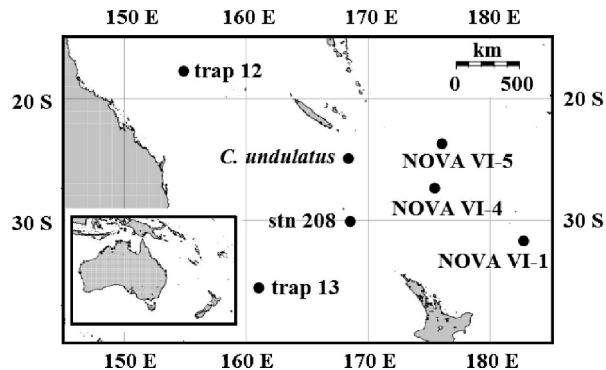 150 E 160 E 170 E 180 E
km
0 500
trap 12
20 S 20 S
C. undulatus
NOVA VI-5
NOVA VI-4
stn 208
30 S 30 S
NOVA VI-1
trap 13
150 E 160 E 170 E 180 E